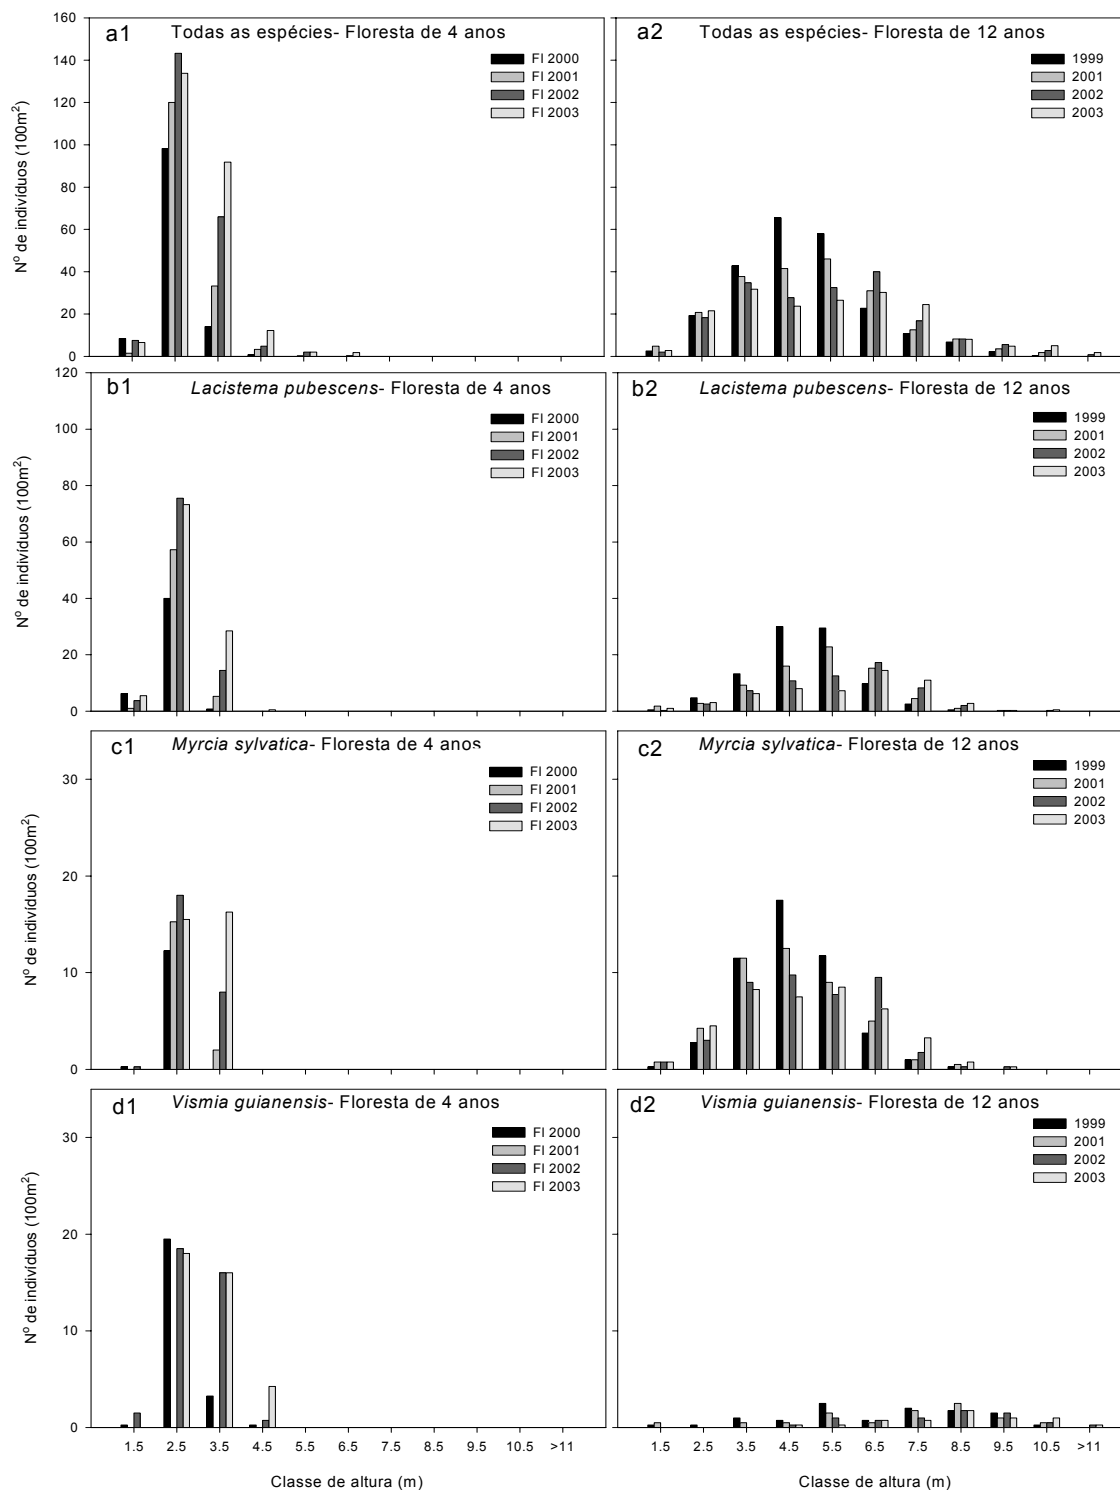 a1 Todas as espécies- Floresta de 4 anos
FI 2000
FI 2001
FI 2002
FI 2003
160
140
120
100
80
60
40
20
0
Nº de indivíduos (100m²)
a2 Todas as espécies- Floresta de 12 anos
1999
2001
2002
2003
b1 Lacistema pubescens- Floresta de 4 anos
FI 2000
FI 2001
FI 2002
FI 2003
120
100
80
60
40
20
0
Nº de indivíduos (100m²)
b2 Lacistema pubescens- Floresta de 12 anos
1999
2001
2002
2003
c1 Myrcia sylvatica- Floresta de 4 anos
FI 2000
FI 2001
FI 2002
FI 2003
30
20
10
0
Nº de indivíduos (100m²)
c2 Myrcia sylvatica- Floresta de 12 anos
1999
2001
2002
2003
d1 Vismia guianensis- Floresta de 4 anos
FI 2000
FI 2001
FI 2002
FI 2003
30
20
10
0
Nº de indivíduos (100m²)
1.5 2.5 3.5 4.5 5.5 6.5 7.5 8.5 9.5 10.5 >11
Classe de altura (m)
d2 Vismia guianensis- Floresta de 12 anos
1999
2001
2002
2003
1.5 2.5 3.5 4.5 5.5 6.5 7.5 8.5 9.5 10.5 >11
Classe de altura (m)